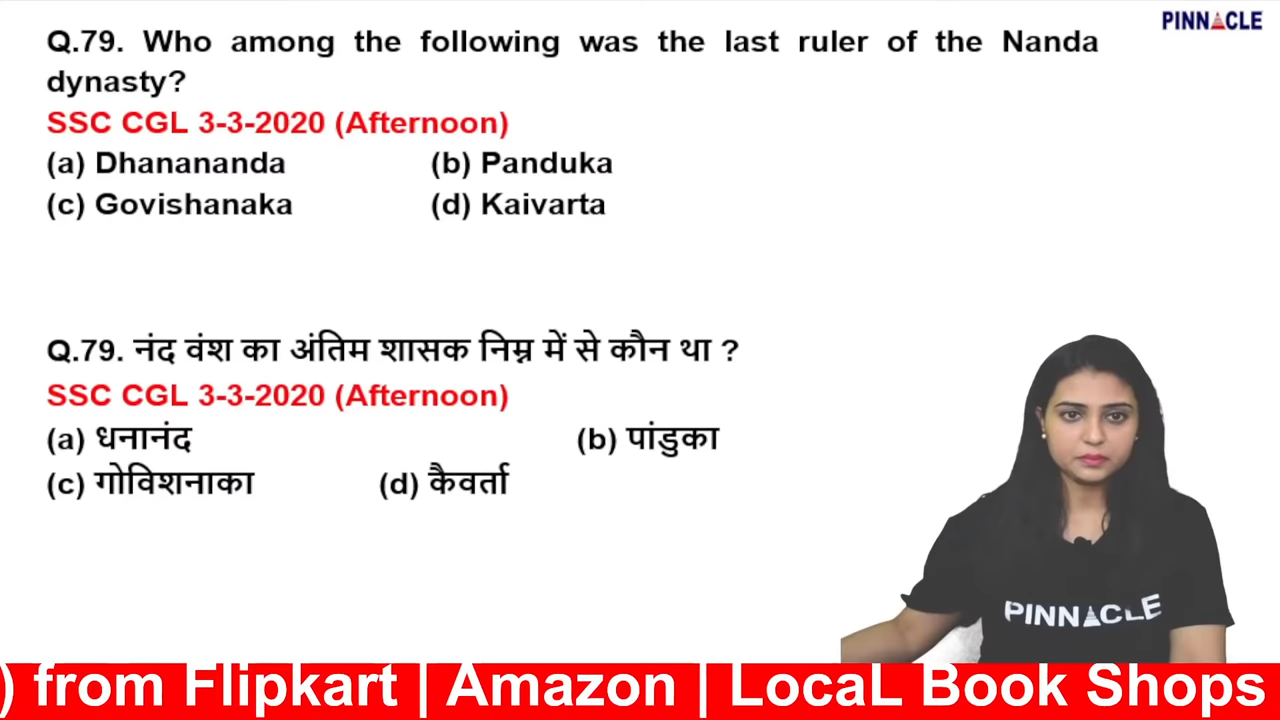 PINNACLE
Q.79. Who among the following was the last ruler of the Nanda
dynasty?
SSC CGL 3-3-2020 (Afternoon)
(a) Dhanananda (b) Panduka
(c) Govishanaka (d) Kaivarta
Q.79. नंद वंश का अंतिम शासक निम्न में से कौन था ?
SSC CGL 3-3-2020 (Afternoon)
(a) धनानंद (b) पांडुका
(c) गोविशनाका (d) कैवर्ता
PINNACLE
) from Flipkart | Amazon | LocaL Book Shops